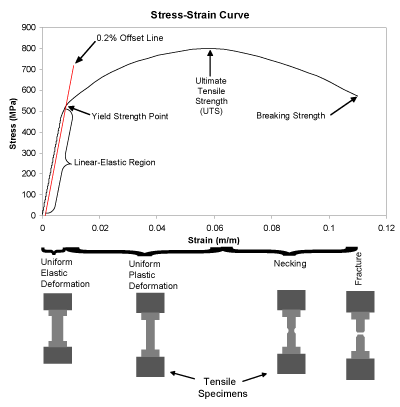 Stress-Strain Curve
900
800
700
600
500
400
300
200
100
0
Stress (MPa)
0.2% Offset Line
Yield Strength Point
Linear-Elastic Region
Ultimate
Tensile
Strength
(UTS)
Breaking Strength
0
0.02
0.04
0.06
0.08
0.1
0.12
Strain (m/m)
Uniform
Elastic
Deformation
Uniform
Plastic
Deformation
Necking
Fracture
Tensile
Specimens